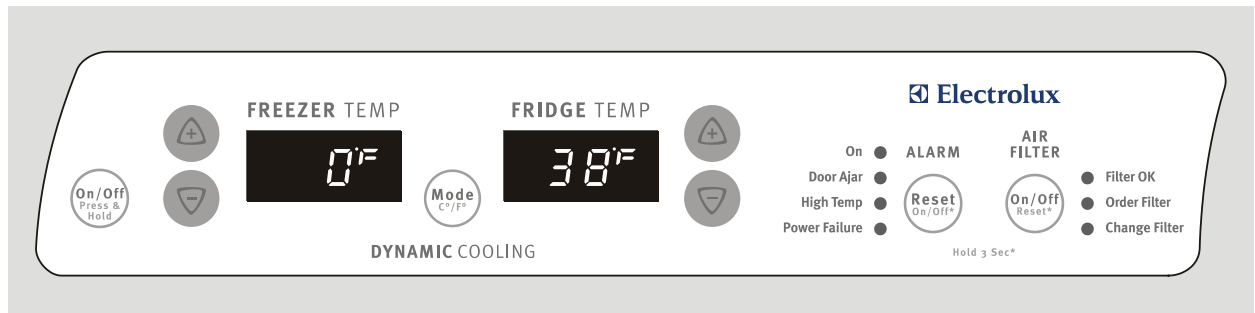 Electrolux
FREEZER TEMP
FRIDGE TEMP
0°F
38°F
On/Off
Press &
Hold
Mode
C°/F°
DYNAMIC COOLING
On
Door Ajar
High Temp
Power Failure
ALARM
Reset
On/Off*
AIR
FILTER
On/Off
Reset*
Filter OK
Order Filter
Change Filter
Hold 3 Sec*